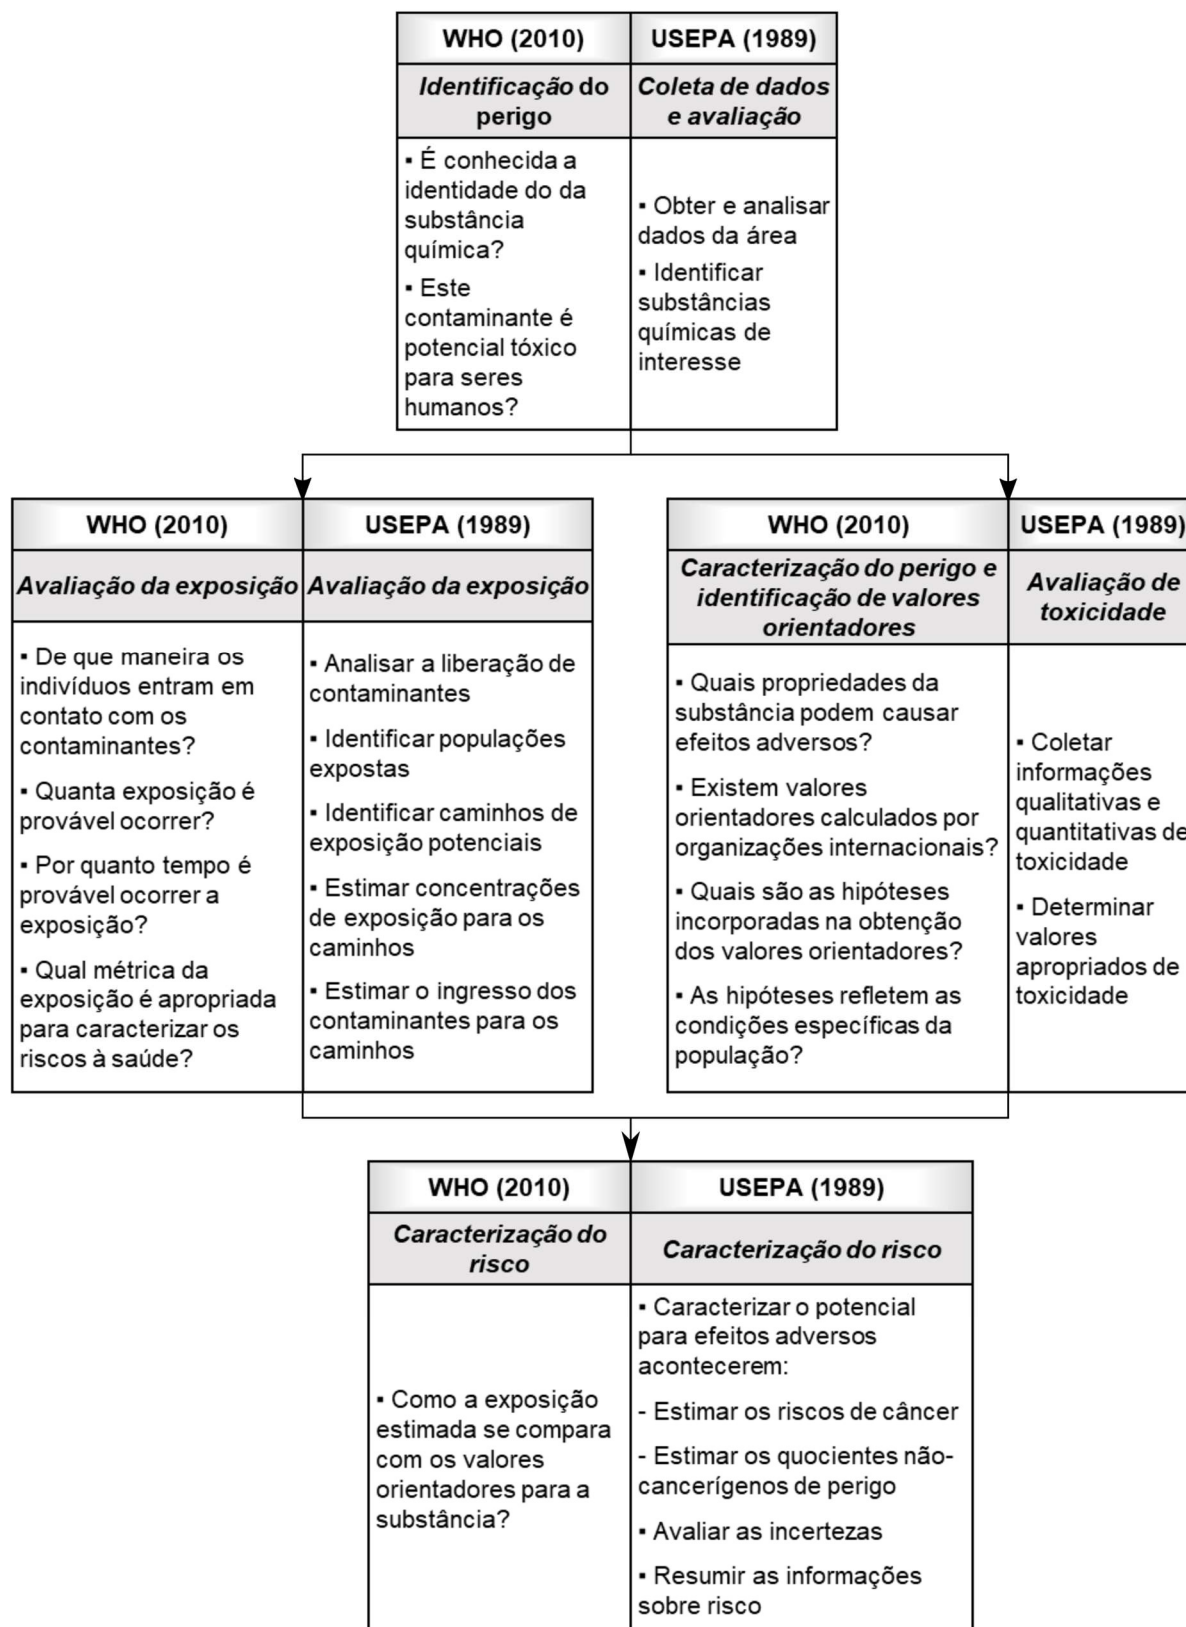 WHO (2010)
USEPA (1989)
Identificação do
perigo
Coleta de dados
e avaliação
▪ É conhecida a
identidade do da
substância
química?
▪ Este
contaminante é
potencial tóxico
para seres
humanos?
▪ Obter e analisar
dados da área
▪ Identificar
substâncias
químicas de
interesse
WHO (2010)
USEPA (1989)
Avaliação da exposição
Avaliação da exposição
▪ De que maneira os
indivíduos entram em
contato com os
contaminantes?
▪ Quanta exposição é
provável ocorrer?
▪ Por quanto tempo é
provável ocorrer a
exposição?
▪ Qual métrica da
exposição é apropriada
para caracterizar os
riscos à saúde?
▪ Analisar a liberação de
contaminantes
▪ Identificar populações
expostas
▪ Identificar caminhos de
exposição potenciais
▪ Estimar concentrações
de exposição para os
caminhos
▪ Estimar o ingresso dos
contaminantes para os
caminhos
WHO (2010)
USEPA (1989)
Caracterização do perigo e
identificação de valores
orientadores
Avaliação de
toxicidade
▪ Quais propriedades da
substância podem causar
efeitos adversos?
▪ Existem valores
orientadores calculados por
organizações internacionais?
▪ Quais são as hipóteses
incorporadas na obtenção
dos valores orientadores?
▪ As hipóteses refletem as
condições específicas da
população?
▪ Coletar
informações
qualitativas e
quantitativas de
toxicidade
▪ Determinar
valores
apropriados de
toxicidade
WHO (2010)
USEPA (1989)
Caracterização do
risco
Caracterização do risco
▪ Como a exposição
estimada se compara
com os valores
orientadores para a
substância?
▪ Caracterizar o potencial
para efeitos adversos
acontecerem:
- Estimar os riscos de câncer
- Estimar os quocientes não-
cancerígenos de perigo
▪ Avaliar as incertezas
▪ Resumir as informações
sobre risco